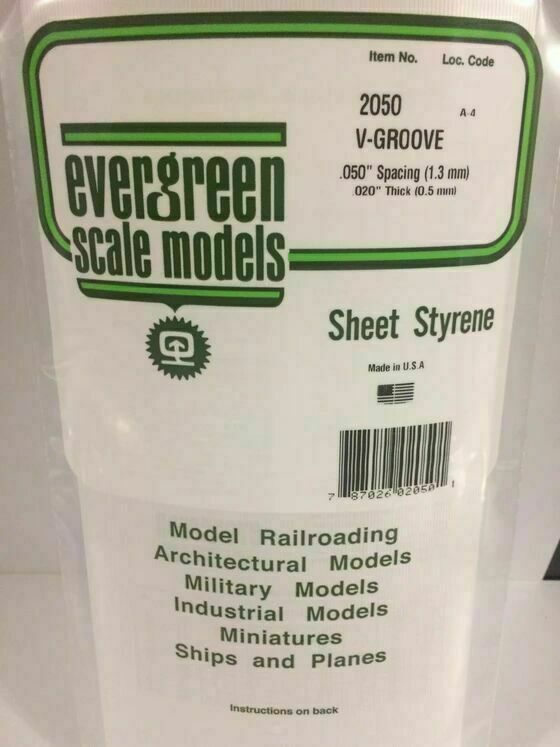 Item No. Loc. Code
2050 A-4
V-GROOVE
.050" Spacing (1.3 mm)
.020" Thick (0.5 mm)
evergreen
scale models
Sheet Styrene
Made in U.S.A
7 87026 02050 1
Model Railroading
Architectural Models
Military Models
Industrial Models
Miniatures
Ships and Planes
Instructions on back